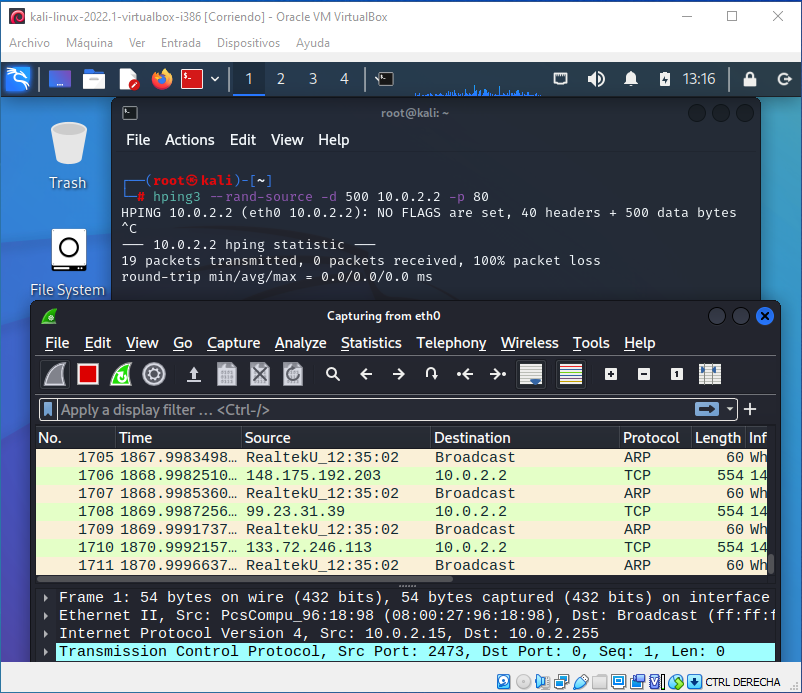 kali-linux-2022.1-virtualbox-i386 [Corriendo] - Oracle VM VirtualBox
Archivo Máquina Ver Entrada Dispositivos Ayuda
1 2 3 4 13:16
root@kali: ~
File Actions Edit View Help
Trash
File System
┌──(root㉿kali)-[~]
└─# hping3 --rand-source -d 500 10.0.2.2 -p 80
HPING 10.0.2.2 (eth0 10.0.2.2): NO FLAGS are set, 40 headers + 500 data bytes
^C
--- 10.0.2.2 hping statistic ---
19 packets transmitted, 0 packets received, 100% packet loss
round-trip min/avg/max = 0.0/0.0/0.0 ms
Capturing from eth0
File Edit View Go Capture Analyze Statistics Telephony Wireless Tools Help
Apply a display filter ... <Ctrl-/>
No. Time Source Destination Protocol Length Inf
1705 1867.9983498… RealtekU_12:35:02 Broadcast ARP 60 Wh
1706 1868.9982510… 148.175.192.203 10.0.2.2 TCP 554 14
1707 1868.9985360… RealtekU_12:35:02 Broadcast ARP 60 Wh
1708 1869.9987256… 99.23.31.39 10.0.2.2 TCP 554 14
1709 1869.9991737… RealtekU_12:35:02 Broadcast ARP 60 Wh
1710 1870.9992157… 133.72.246.113 10.0.2.2 TCP 554 14
1711 1870.9996637… RealtekU_12:35:02 Broadcast ARP 60 Wh
Frame 1: 54 bytes on wire (432 bits), 54 bytes captured (432 bits) on interface
Ethernet II, Src: PcsCompu_96:18:98 (08:00:27:96:18:98), Dst: Broadcast (ff:ff:f
Internet Protocol Version 4, Src: 10.0.2.15, Dst: 10.0.2.255
Transmission Control Protocol, Src Port: 2473, Dst Port: 0, Seq: 1, Len: 0
CTRL DERECHA